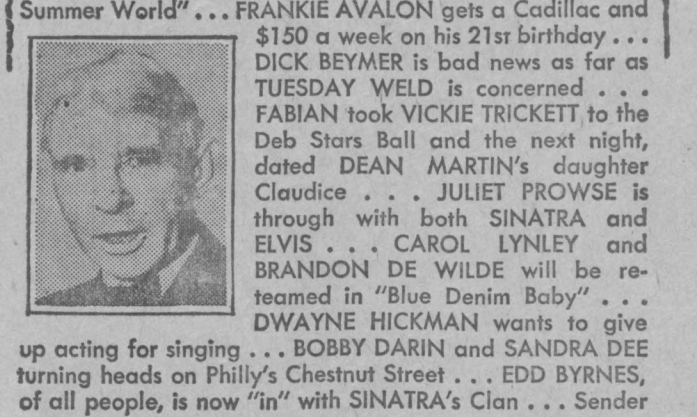 Summer World" ... FRANKIE AVALON gets a Cadillac and
$150 a week on his 21st birthday ...
DICK BEYMER is bad news as far as
TUESDAY WELD is concerned . . .
FABIAN took VICKIE TRICKETT to the
Deb Stars Ball and the next night,
dated DEAN MARTIN's daughter
Claudice . . . JULIET PROWSE is
through with both SINATRA and
ELVIS . . . CAROL LYNLEY and
BRANDON DE WILDE will be re-
teamed in "Blue Denim Baby" . . .
DWAYNE HICKMAN wants to give
up acting for singing ... BOBBY DARIN and SANDRA DEE
turning heads on Philly's Chestnut Street ... EDD BYRNES,
of all people, is now "in" with SINATRA's Clan ... Sender